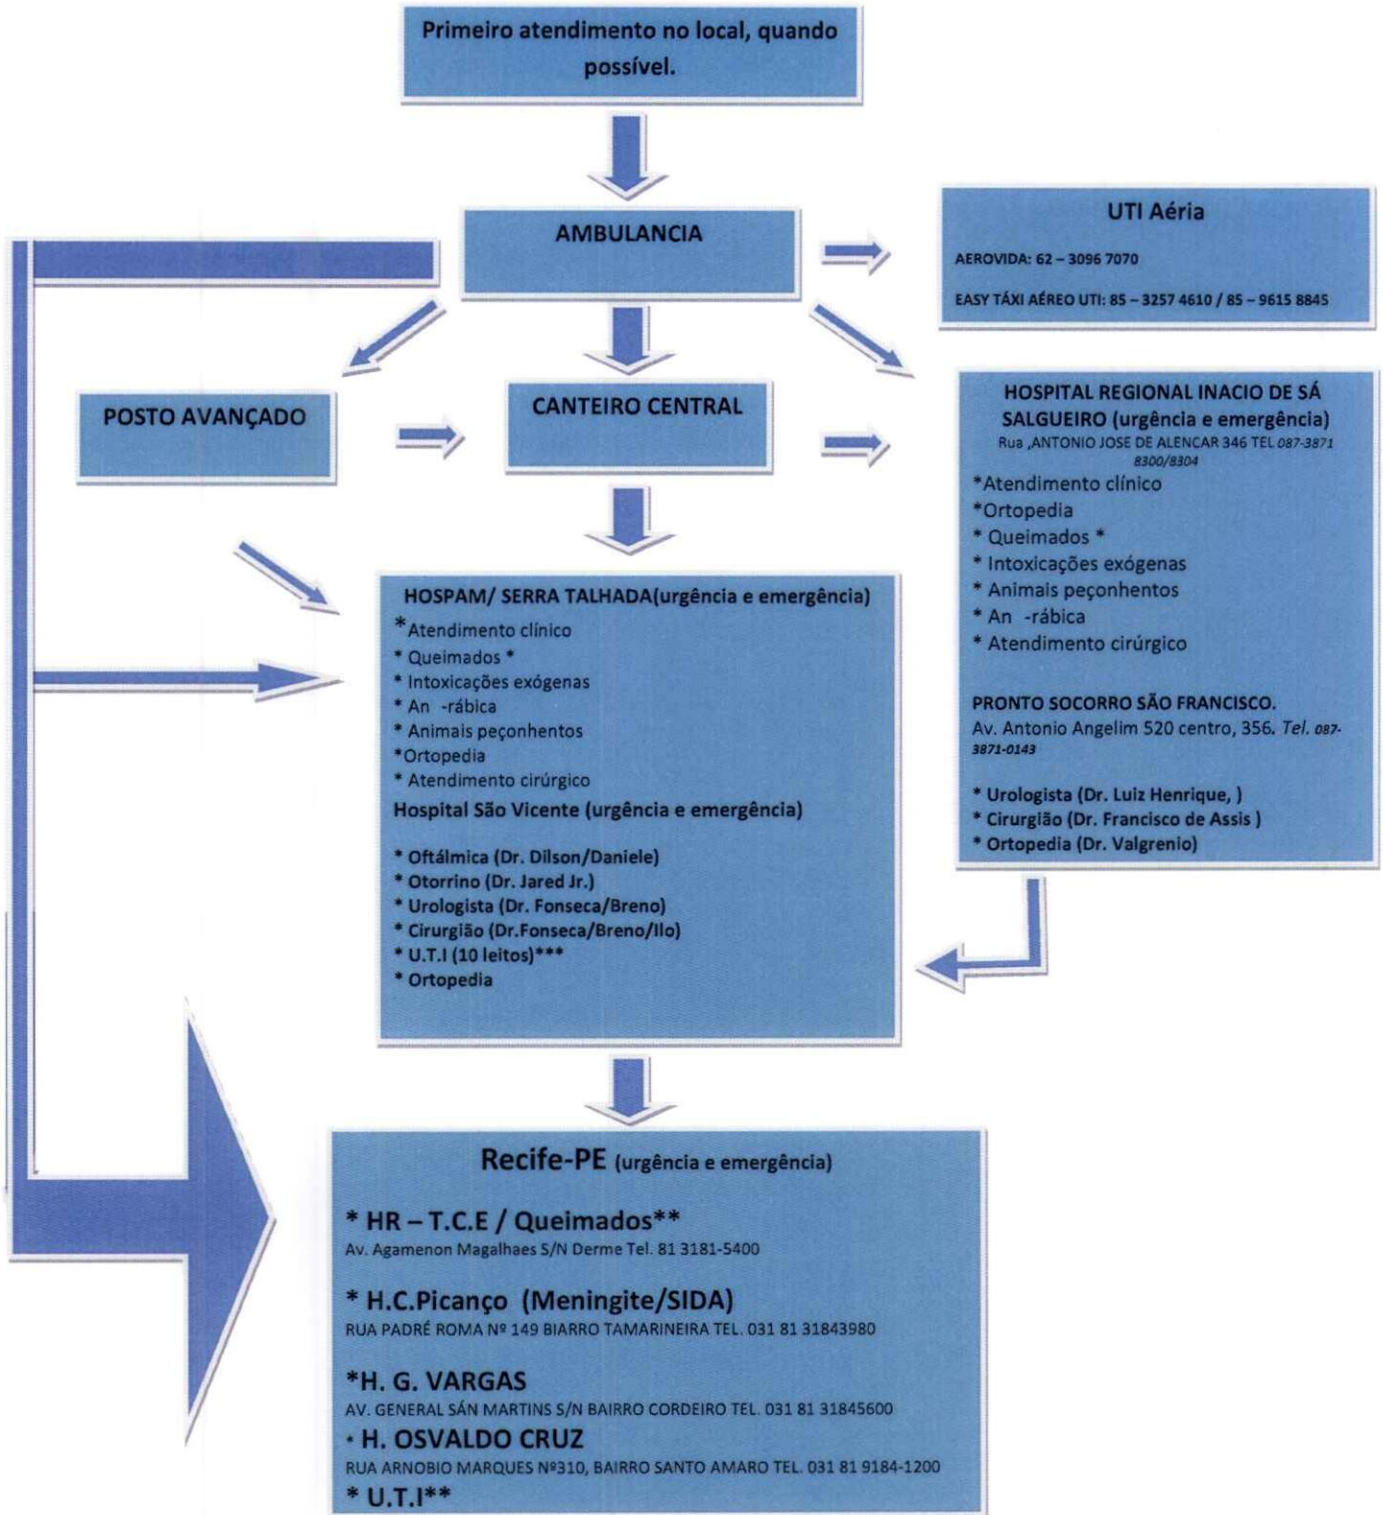 Primeiro atendimento no local, quando
possível.
AMBULANCIA
UTI Aéria
AEROVIDA: 62 – 3096 7070
EASY TÁXI AÉREO UTI: 85 – 3257 4610 / 85 – 9615 8845
POSTO AVANÇADO
CANTEIRO CENTRAL
HOSPITAL REGIONAL INACIO DE SÁ
SALGUEIRO (urgência e emergência)
Rua ,ANTONIO JOSE DE ALENCAR 346 TEL 087-3871
8300/8304
*Atendimento clínico
*Ortopedia
* Queimados *
* Intoxicações exógenas
* Animais peçonhentos
* An -rábica
* Atendimento cirúrgico
PRONTO SOCORRO SÃO FRANCISCO.
Av. Antonio Angelim 520 centro, 356. Tel. 087-
3871-0143
* Urologista (Dr. Luiz Henrique, )
* Cirurgião (Dr. Francisco de Assis )
* Ortopedia (Dr. Valgrenio)
HOSPAM/ SERRA TALHADA(urgência e emergência)
*Atendimento clínico
* Queimados *
* Intoxicações exógenas
* An -rábica
* Animais peçonhentos
*Ortopedia
* Atendimento cirúrgico
Hospital São Vicente (urgência e emergência)
* Oftálmica (Dr. Dilson/Daniele)
* Otorrino (Dr. Jared Jr.)
* Urologista (Dr. Fonseca/Breno)
* Cirurgião (Dr.Fonseca/Breno/Ilo)
* U.T.I (10 leitos)***
* Ortopedia
Recife-PE (urgência e emergência)
* HR – T.C.E / Queimados**
Av. Agamenon Magalhaes S/N Derme Tel. 81 3181-5400
* H.C.Picanço (Meningite/SIDA)
RUA PADRÉ ROMA Nº 149 BIARRO TAMARINEIRA TEL. 031 81 31843980
*H. G. VARGAS
AV. GENERAL SÁN MARTINS S/N BAIRRO CORDEIRO TEL. 031 81 31845600
* H. OSVALDO CRUZ
RUA ARNOBIO MARQUES Nº310, BAIRRO SANTO AMARO TEL. 031 81 9184-1200
* U.T.I**